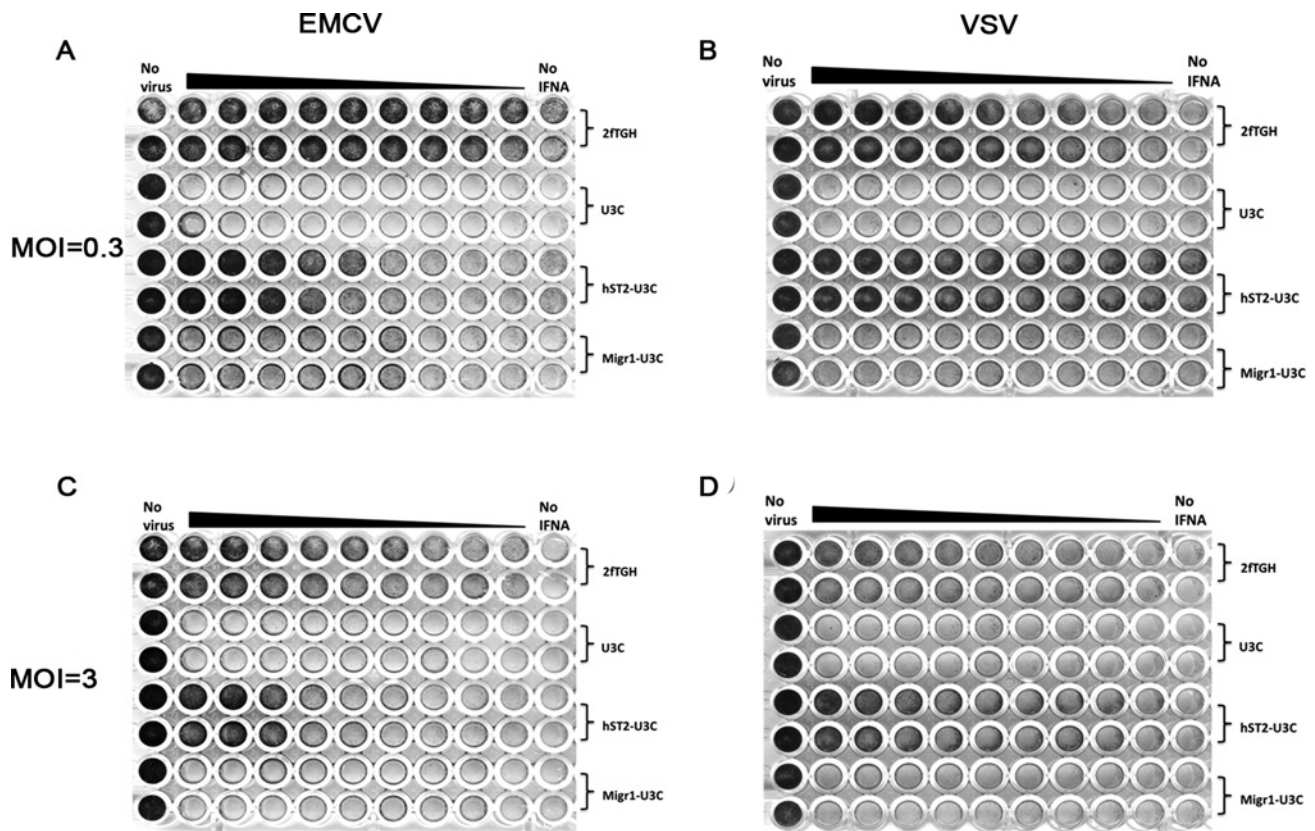 EMCV
VSV
A
No
virus
No
IFNA
2fTGH
U3C
MOI=0.3
hST2-U3C
Migr1-U3C
B
No
virus
No
IFNA
2fTGH
U3C
hST2-U3C
Migr1-U3C
C
No
virus
No
IFNA
2fTGH
U3C
MOI=3
hST2-U3C
Migr1-U3C
D
No
virus
No
IFNA
2fTGH
U3C
hST2-U3C
Migr1-U3C